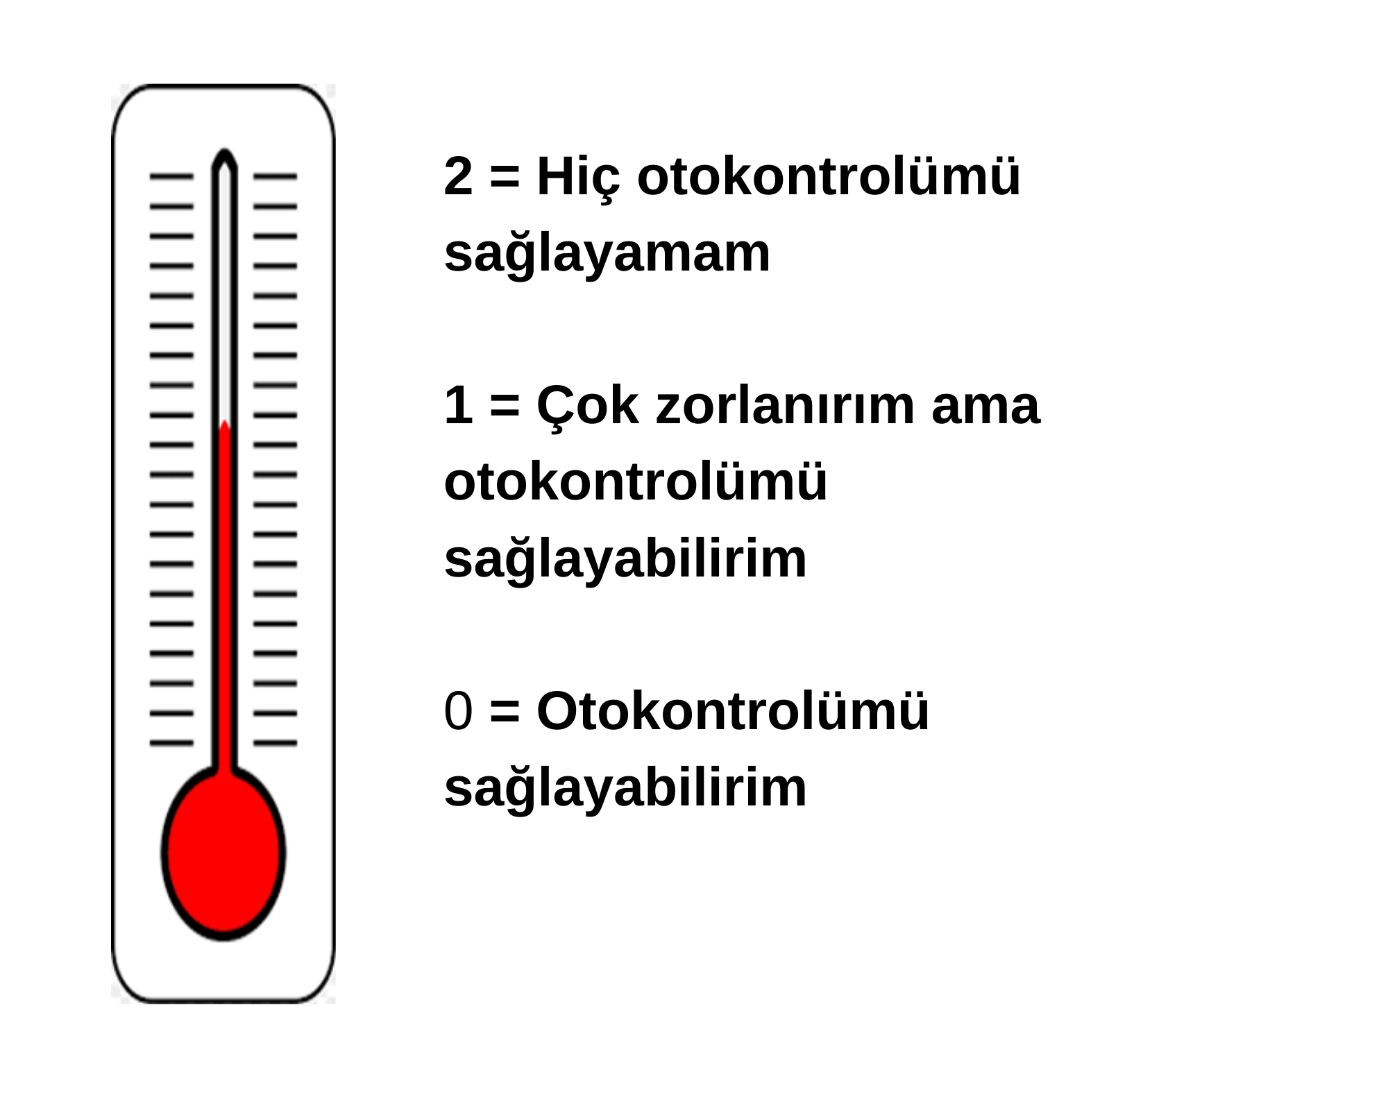 2 = Hiç otokontrolümü
sağlayamam
1 = Çok zorlanırım ama
otokontrolümü
sağlayabilirim
0 = Otokontrolümü
sağlayabilirim